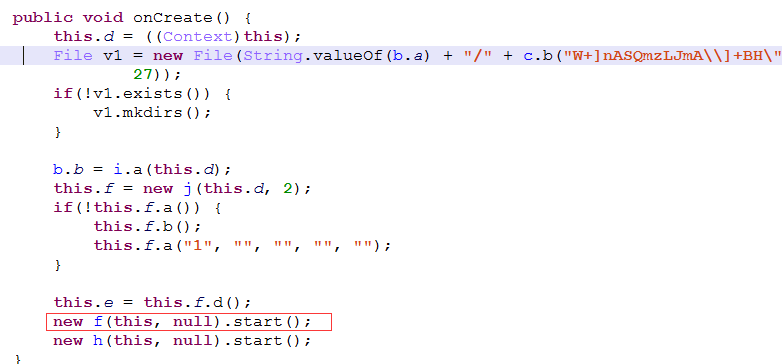 public void onCreate() {
this.d = ((Context)this);
File v1 = new File(String.valueOf(b.a) + "/" + c.b("W+]nASQmzLJmA\\]+BH\"
27));
if(!v1.exists()) {
v1.mkdirs();
}
b.b = i.a(this.d);
this.f = new j(this.d, 2);
if(!this.f.a()) {
this.f.b();
this.f.a("1", "", "", "", "");
}
this.e = this.f.d();
new f(this, null).start();
new h(this, null).start();
}